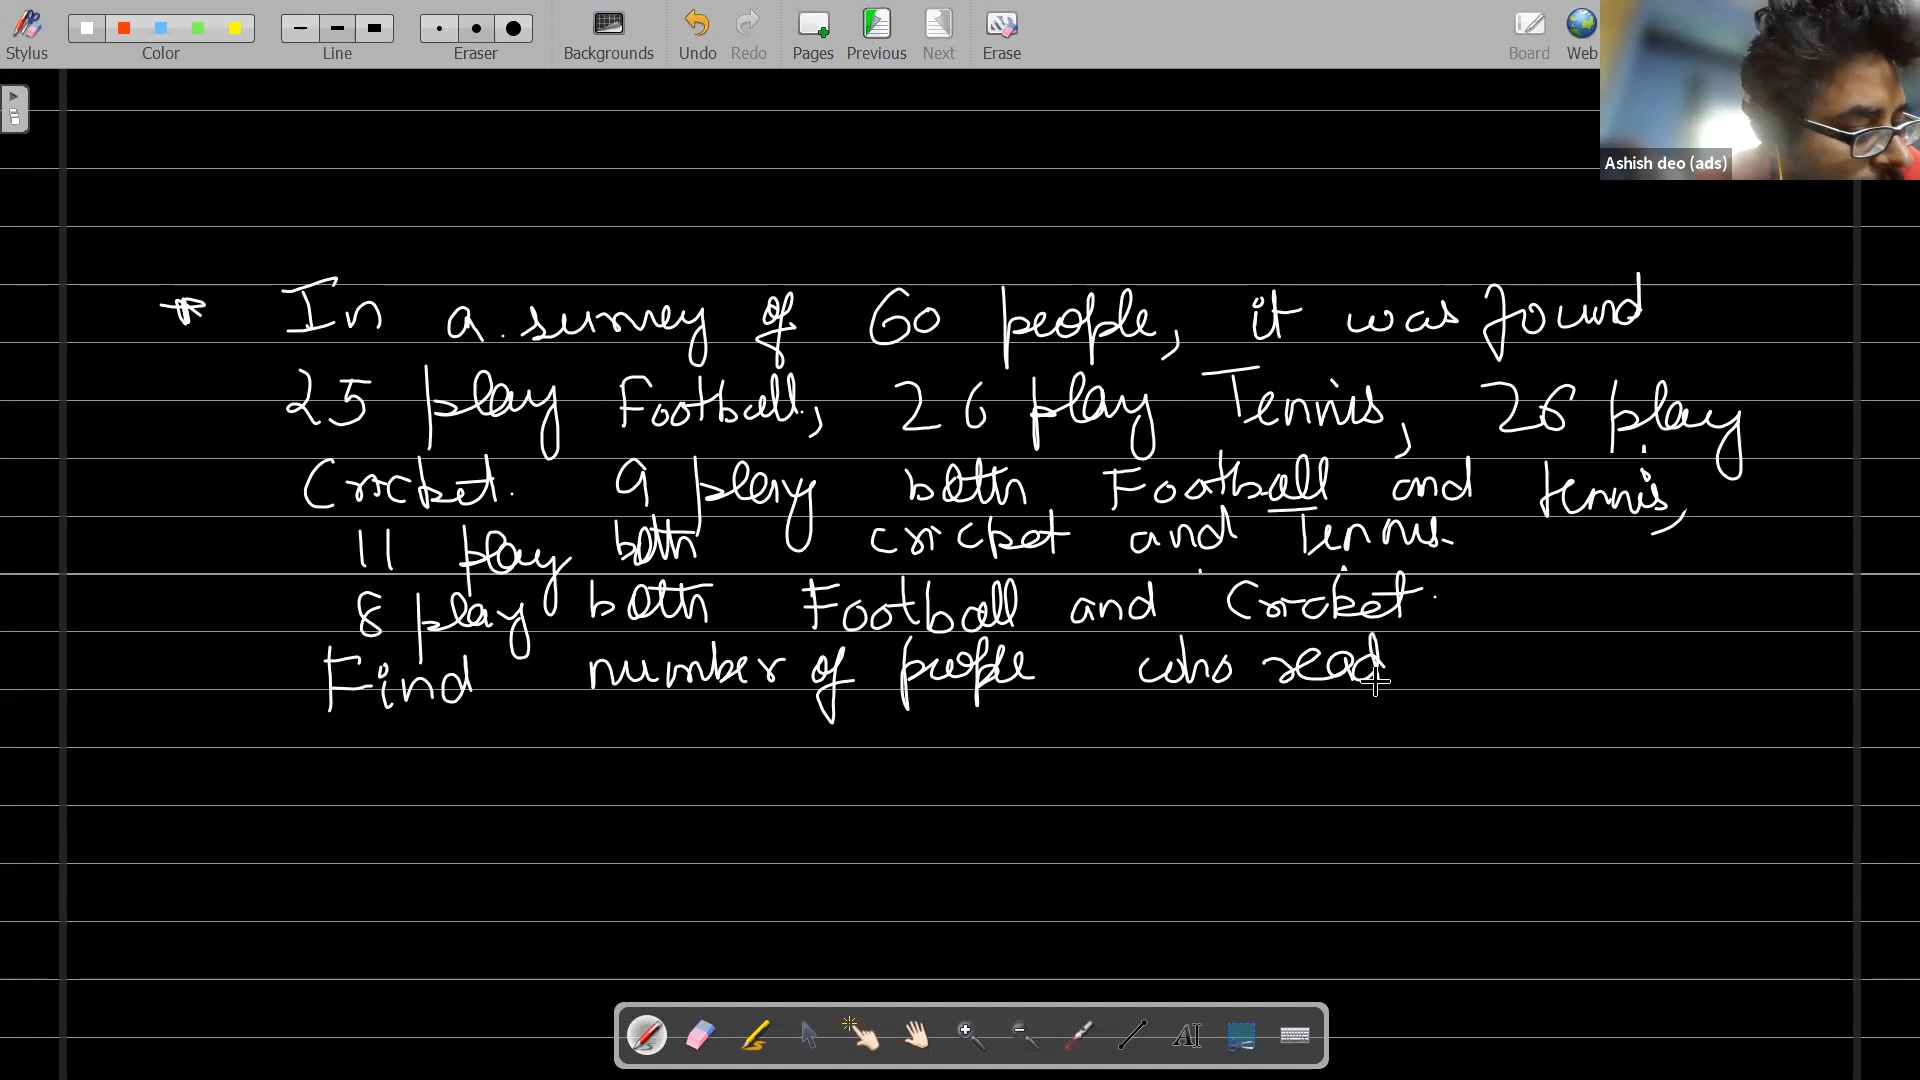 Stylus Color Line Eraser Backgrounds Undo Redo Pages Previous Next Erase Board Web
Ashish deo (ads)
In a survey of 60 people, it was found
25 play Football, 26 play Tennis, 26 play
Cricket. 9 play both Football and tennis,
11 play both cricket and Tennis.
8 play both Football and Cricket.
Find number of people who read